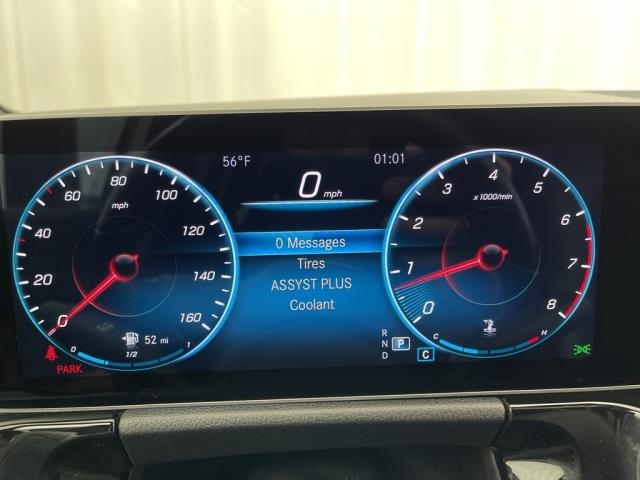 56°F
01:01
0 mph
0 Messages
Tires
ASSYST PLUS
Coolant
0 20 40 60 80 100 120 140 160
mph
52 mi
0 1/2 1
PARK
0 1 2 3 4 5 6 7 8
x1000/min
C H
R
N P
D C